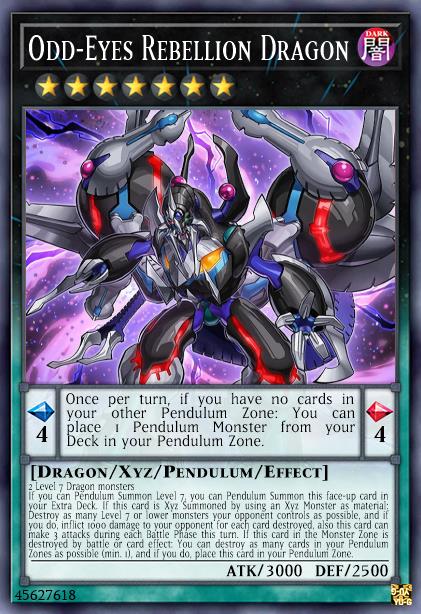 ODD-EYES REBELLION DRAGON
DARK
闇
Once per turn, if you have no cards in
your other Pendulum Zone: You can
place 1 Pendulum Monster from your
Deck in your Pendulum Zone.
4
4
[DRAGON/XYZ/PENDULUM/EFFECT]
2 Level 7 Dragon monsters
If you can Pendulum Summon Level 7, you can Pendulum Summon this face-up card in
your Extra Deck. If this card is Xyz Summoned by using an Xyz Monster as material:
Destroy as many Level 7 or lower monsters your opponent controls as possible, and if
you do, inflict 1000 damage to your opponent for each card destroyed, also this card can
make 3 attacks during each Battle Phase this turn. If this card in the Monster Zone is
destroyed by battle or card effect: You can destroy as many cards in your Pendulum
Zones as possible (min. 1), and if you do, place this card in your Pendulum Zone.
ATK/3000 DEF/2500
45627618